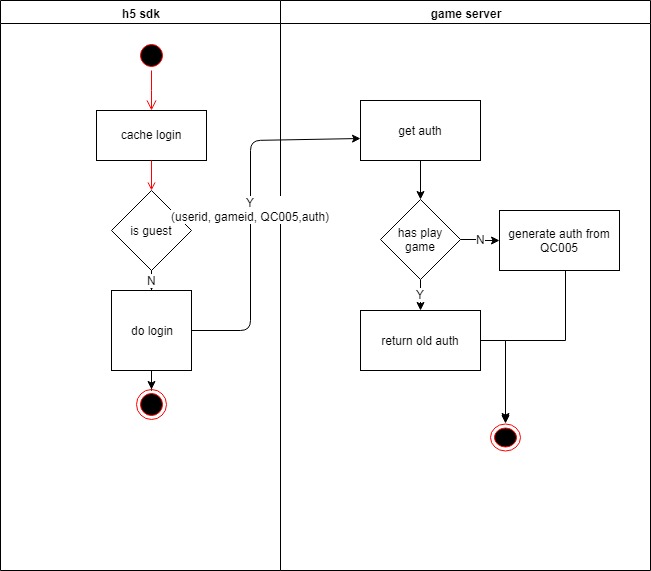 h5 sdk
game server
cache login
get auth
Y
(userid, gameid, QC005,auth)
is guest
has play
game
N
generate auth from
QC005
N
Y
do login
return old auth